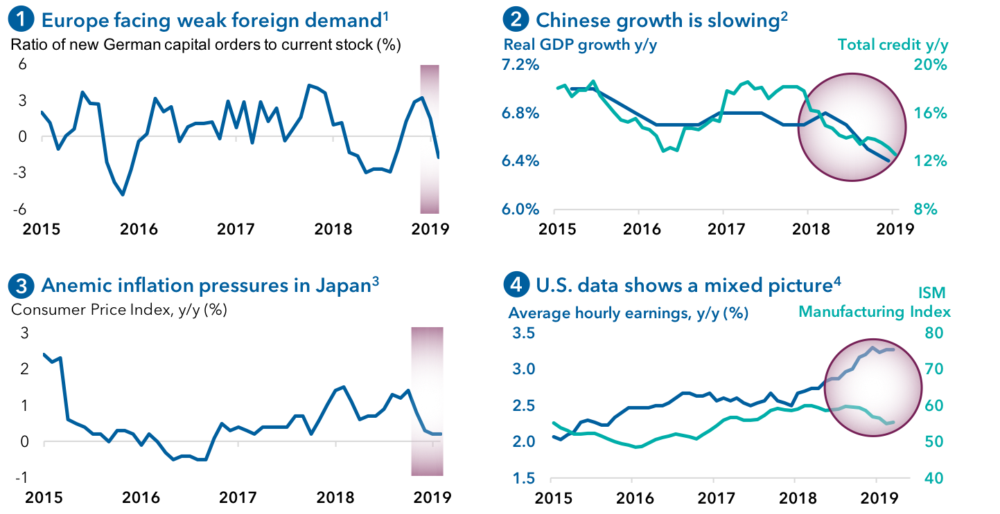 1 Europe facing weak foreign demand¹
Ratio of new German capital orders to current stock (%)
6
3
0
-3
-6
2015 2016 2017 2018 2019
2 Chinese growth is slowing²
Real GDP growth y/y Total credit y/y
7.2% 20%
6.8% 16%
6.4% 12%
6.0% 8%
2015 2016 2017 2018 2019
3 Anemic inflation pressures in Japan³
Consumer Price Index, y/y (%)
3
2
1
0
-1
2015 2016 2017 2018 2019
4 U.S. data shows a mixed picture⁴
ISM
Average hourly earnings, y/y (%) Manufacturing Index
3.5 80
3.0 70
2.5 60
2.0 50
1.5 40
2015 2016 2017 2018 2019